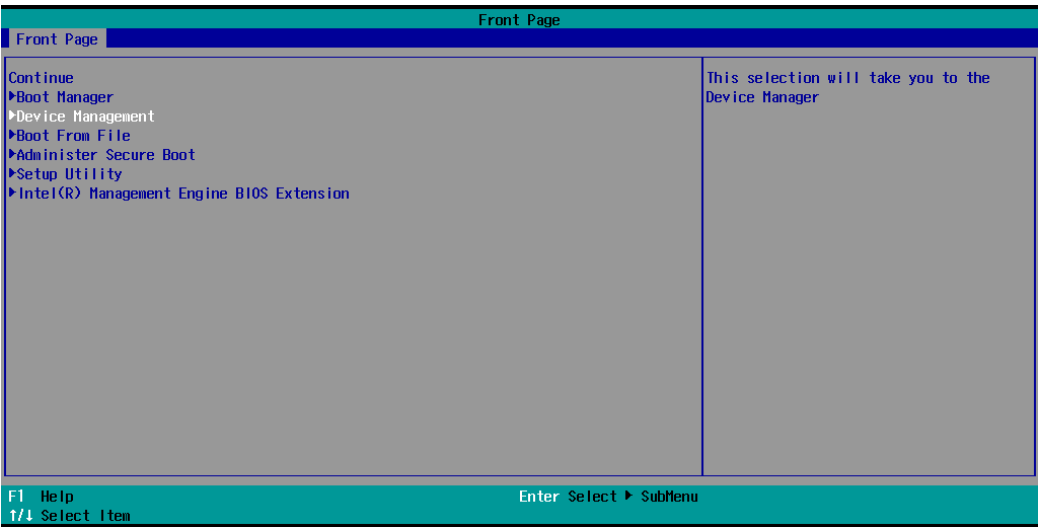 Front Page
Front Page
Continue
▶Boot Manager
▶Device Management
▶Boot From File
▶Administer Secure Boot
▶Setup Utility
▶Intel(R) Management Engine BIOS Extension
This selection will take you to the
Device Manager
F1 Help
Enter Select ▶ SubMenu
↑/↓ Select Item